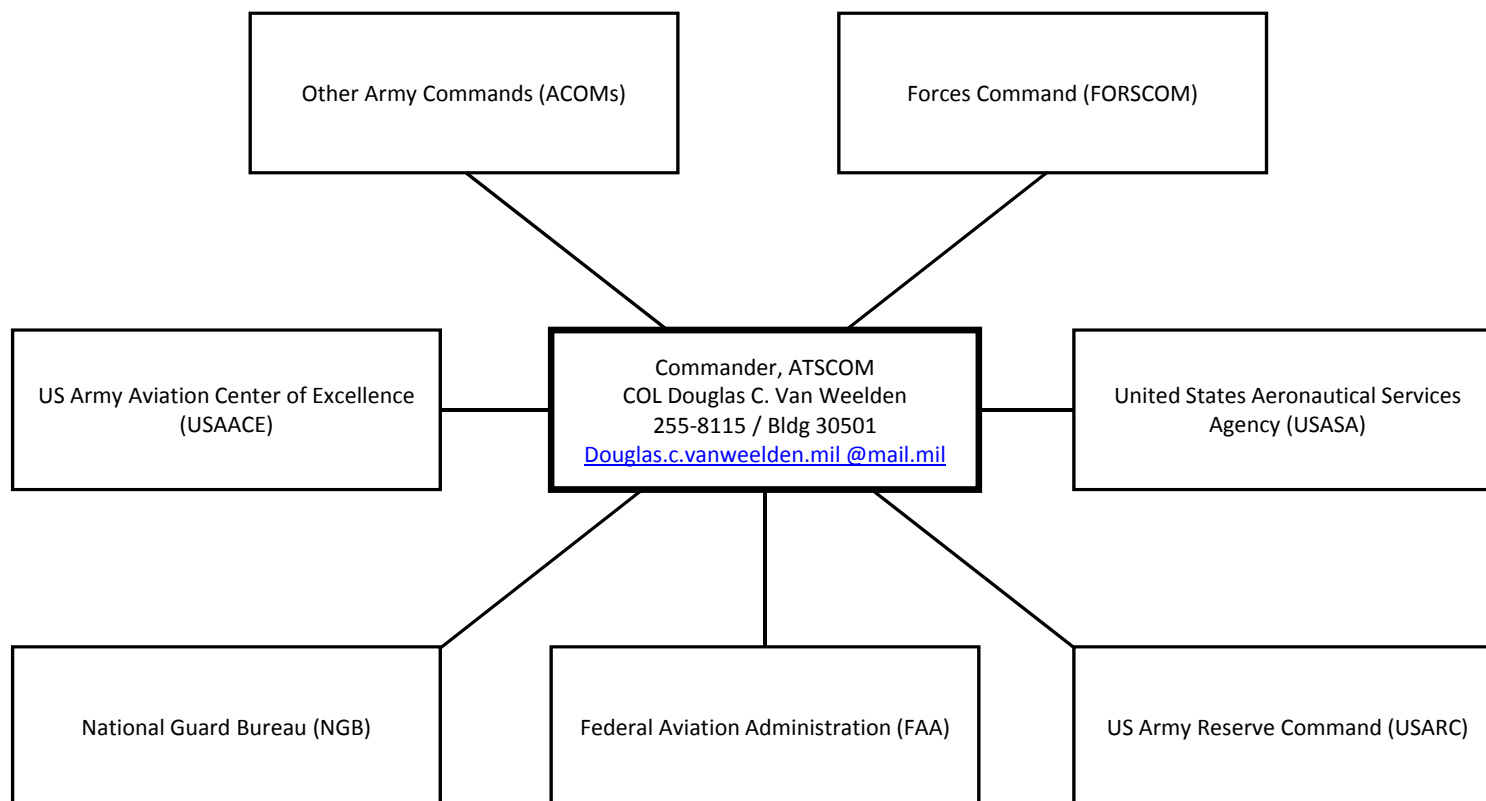 Other Army Commands (ACOMs)
Forces Command (FORSCOM)
US Army Aviation Center of Excellence
(USAACE)
Commander, ATSCOM
COL Douglas C. Van Weelden
255-8115 / Bldg 30501
Douglas.c.vanweelden.mil @mail.mil
United States Aeronautical Services
Agency (USASA)
National Guard Bureau (NGB)
Federal Aviation Administration (FAA)
US Army Reserve Command (USARC)